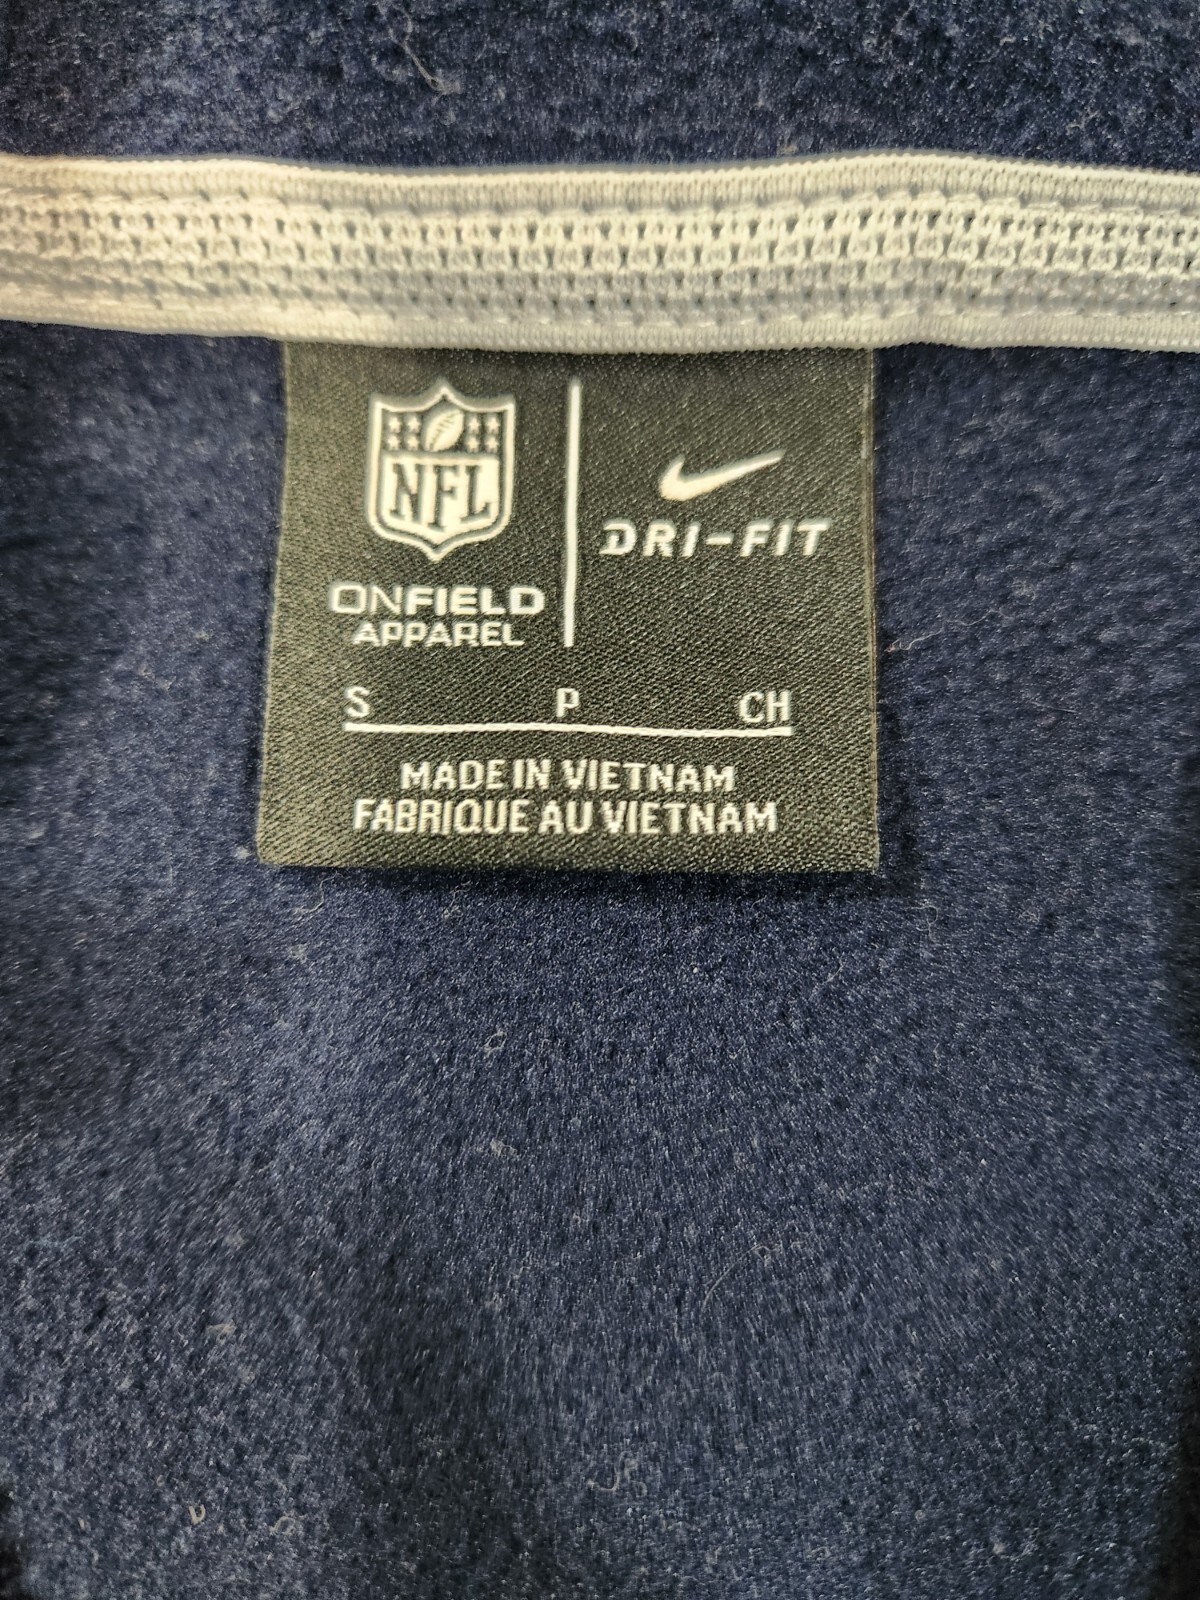 NFL
DRI-FIT
ONFIELD
APPAREL
S P CH
MADE IN VIETNAM
FABRIQUE AU VIETNAM